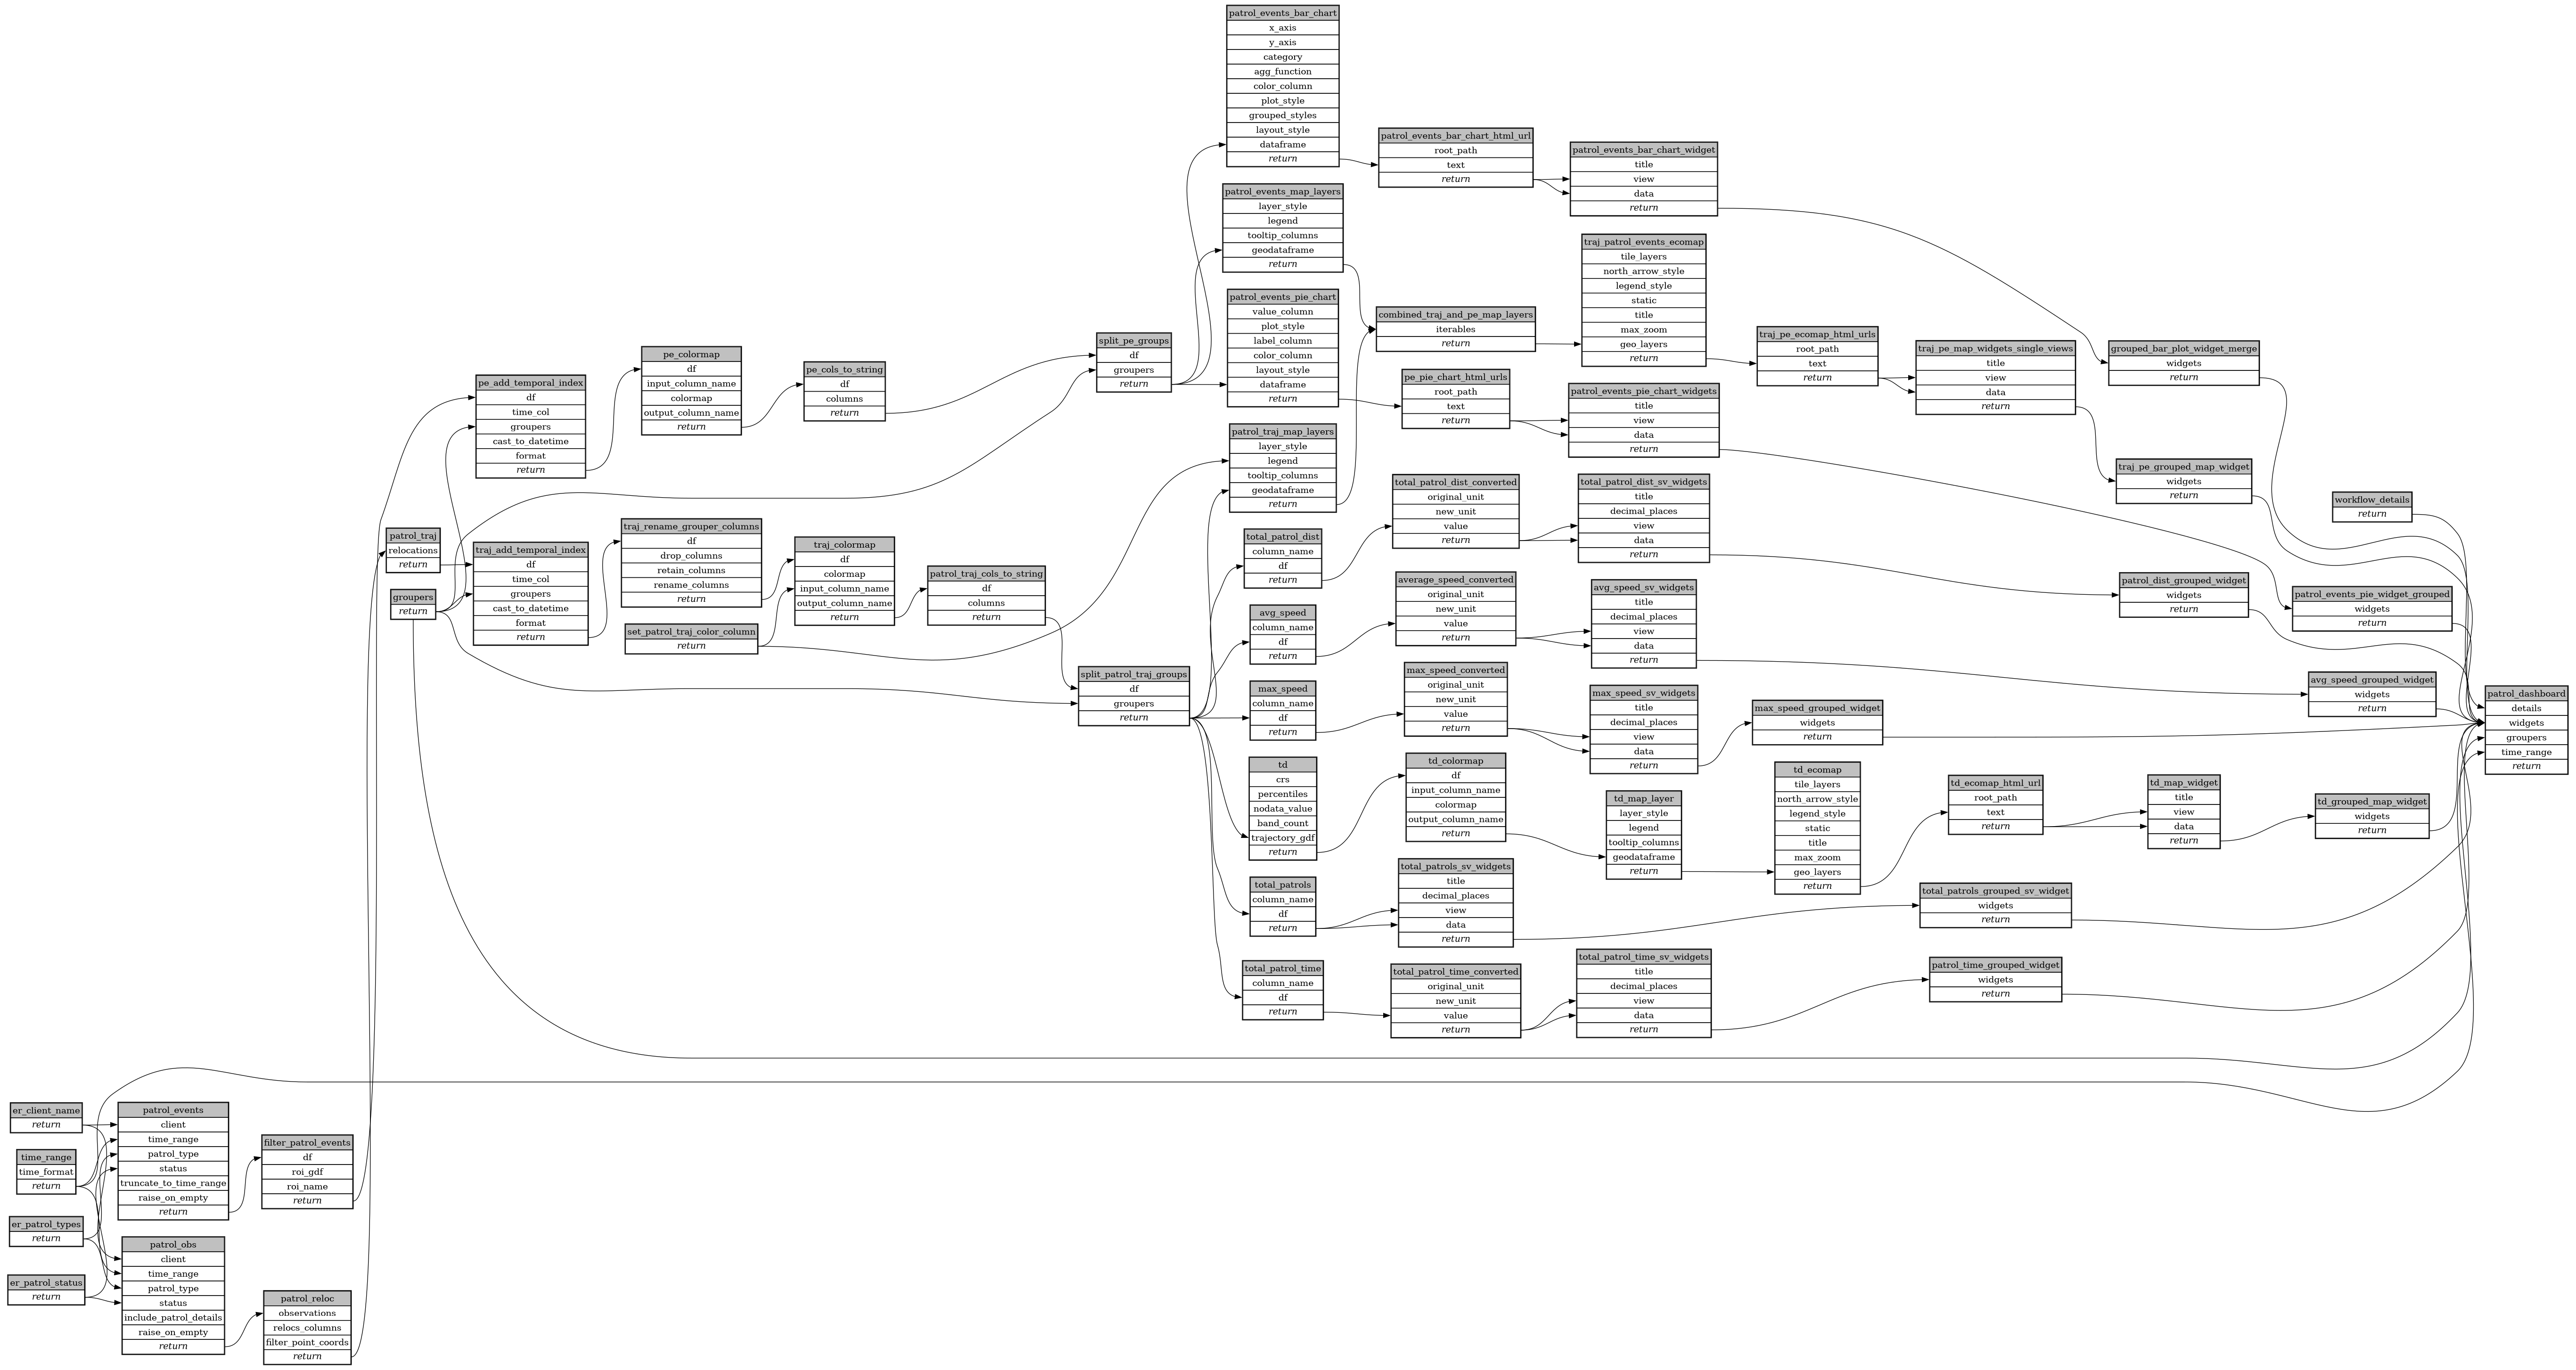 patrol_events_bar_chart
x_axis
y_axis
category
agg_function
color_column
plot_style
grouped_styles
layout_style
dataframe
return
patrol_events_bar_chart_html_url
root_path
text
return
patrol_events_bar_chart_widget
title
view
data
return
patrol_events_map_layers
layer_style
legend
tooltip_columns
geodataframe
return
traj_patrol_events_ecomap
tile_layers
north_arrow_style
legend_style
static
title
max_zoom
geo_layers
return
patrol_events_pie_chart
value_column
plot_style
label_column
color_column
layout_style
dataframe
return
combined_traj_and_pe_map_layers
iterables
return
traj_pe_ecomap_html_urls
root_path
text
return
traj_pe_map_widgets_single_views
title
view
data
return
grouped_bar_plot_widget_merge
widgets
return
split_pe_groups
df
groupers
return
pe_colormap
df
input_column_name
colormap
output_column_name
return
pe_cols_to_string
df
columns
return
pe_add_temporal_index
df
time_col
groupers
cast_to_datetime
format
return
pe_pie_chart_html_urls
root_path
text
return
patrol_events_pie_chart_widgets
title
view
data
return
patrol_traj_map_layers
layer_style
legend
tooltip_columns
geodataframe
return
traj_pe_grouped_map_widget
widgets
return
total_patrol_dist_converted
original_unit
new_unit
value
return
total_patrol_dist_sv_widgets
title
decimal_places
view
data
return
workflow_details
return
patrol_traj
relocations
return
groupers
return
traj_add_temporal_index
df
time_col
groupers
cast_to_datetime
format
return
traj_rename_grouper_columns
df
drop_columns
retain_columns
rename_columns
return
set_patrol_traj_color_column
return
traj_colormap
df
colormap
input_column_name
output_column_name
return
patrol_traj_cols_to_string
df
columns
return
total_patrol_dist
column_name
df
return
average_speed_converted
original_unit
new_unit
value
return
avg_speed_sv_widgets
title
decimal_places
view
data
return
patrol_dist_grouped_widget
widgets
return
patrol_events_pie_widget_grouped
widgets
return
avg_speed
column_name
df
return
split_patrol_traj_groups
df
groupers
return
max_speed
column_name
df
return
max_speed_converted
original_unit
new_unit
value
return
max_speed_sv_widgets
title
decimal_places
view
data
return
max_speed_grouped_widget
widgets
return
avg_speed_grouped_widget
widgets
return
patrol_dashboard
details
widgets
groupers
time_range
return
td
crs
percentiles
nodata_value
band_count
trajectory_gdf
return
td_colormap
df
input_column_name
colormap
output_column_name
return
td_map_layer
layer_style
legend
tooltip_columns
geodataframe
return
td_ecomap
tile_layers
north_arrow_style
legend_style
static
title
max_zoom
geo_layers
return
td_ecomap_html_url
root_path
text
return
td_map_widget
title
view
data
return
td_grouped_map_widget
widgets
return
total_patrols
column_name
df
return
total_patrols_sv_widgets
title
decimal_places
view
data
return
total_patrols_grouped_sv_widget
widgets
return
total_patrol_time
column_name
df
return
total_patrol_time_converted
original_unit
new_unit
value
return
total_patrol_time_sv_widgets
title
decimal_places
view
data
return
patrol_time_grouped_widget
widgets
return
er_client_name
return
time_range
time_format
return
er_patrol_types
return
er_patrol_status
return
patrol_events
client
time_range
patrol_type
status
truncate_to_time_range
raise_on_empty
return
filter_patrol_events
df
roi_gdf
roi_name
return
patrol_obs
client
time_range
patrol_type
status
include_patrol_details
raise_on_empty
return
patrol_reloc
observations
relocs_columns
filter_point_coords
return